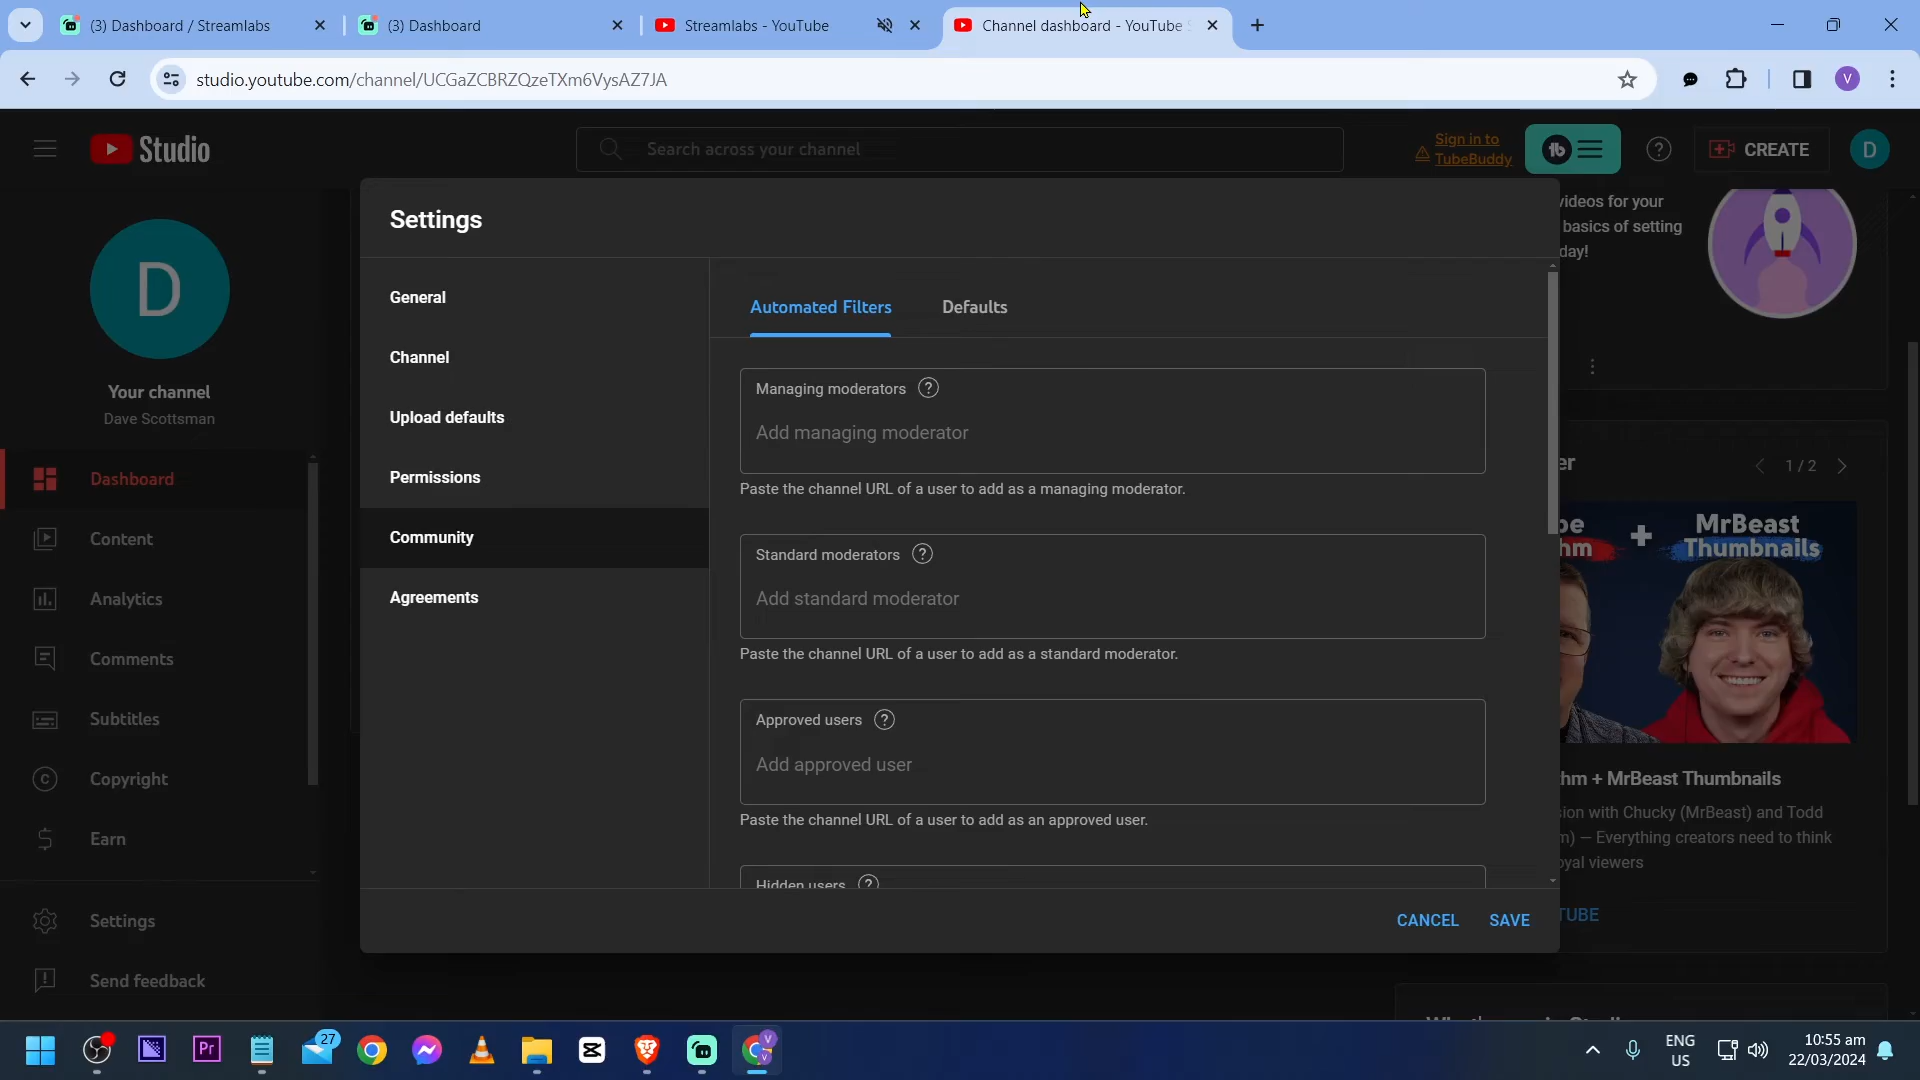 (3) Dashboard / Streamlabs
(3) Dashboard
Streamlabs - YouTube
Channel dashboard - YouTube
studio.youtube.com/channel/UCGaZCBRZQzeTXm6VysAZ7JA
V
Studio
Search across your channel
Sign in to
TubeBuddy
tb
CREATE
D
Settings
videos for your
basics of setting
day!
D
Your channel
Dave Scottsman
General
Channel
Upload defaults
Permissions
Community
Agreements
Automated Filters
Defaults
Managing moderators ?
Add managing moderator
Paste the channel URL of a user to add as a managing moderator.
Standard moderators ?
Add standard moderator
Paste the channel URL of a user to add as a standard moderator.
Approved users ?
Add approved user
Paste the channel URL of a user to add as an approved user.
Hidden users ?
CANCEL
SAVE
Dashboard
Content
Analytics
Comments
Subtitles
Copyright
Earn
Settings
Send feedback
er
1 / 2
be + MrBeast
hm Thumbnails
hm + MrBeast Thumbnails
ion with Chucky (MrBeast) and Todd
m) — Everything creators need to think
oyal viewers
TUBE
Pr
27
ENG
US
10:55 am
22/03/2024